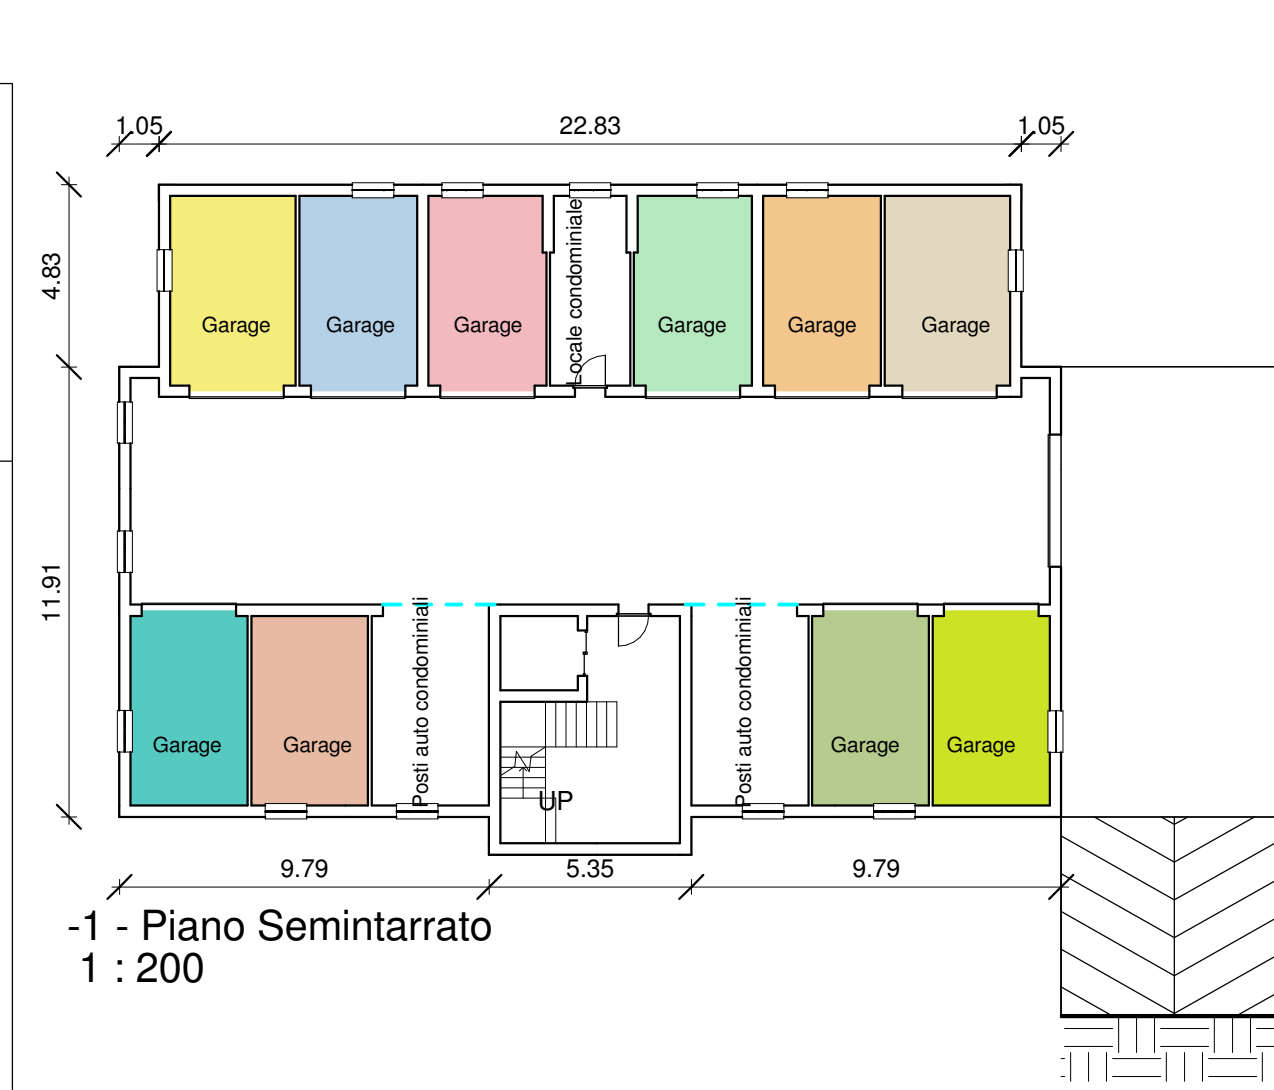 1.05
22.83
1.05
4.83
Locale condominiale
Garage
Garage
Garage
Garage
Garage
Garage
11.91
Posti auto condominiali
Posti auto condominiali
Garage
Garage
Garage
Garage
UP
9.79
5.35
9.79
-1 - Piano Semintarrato
1 : 200